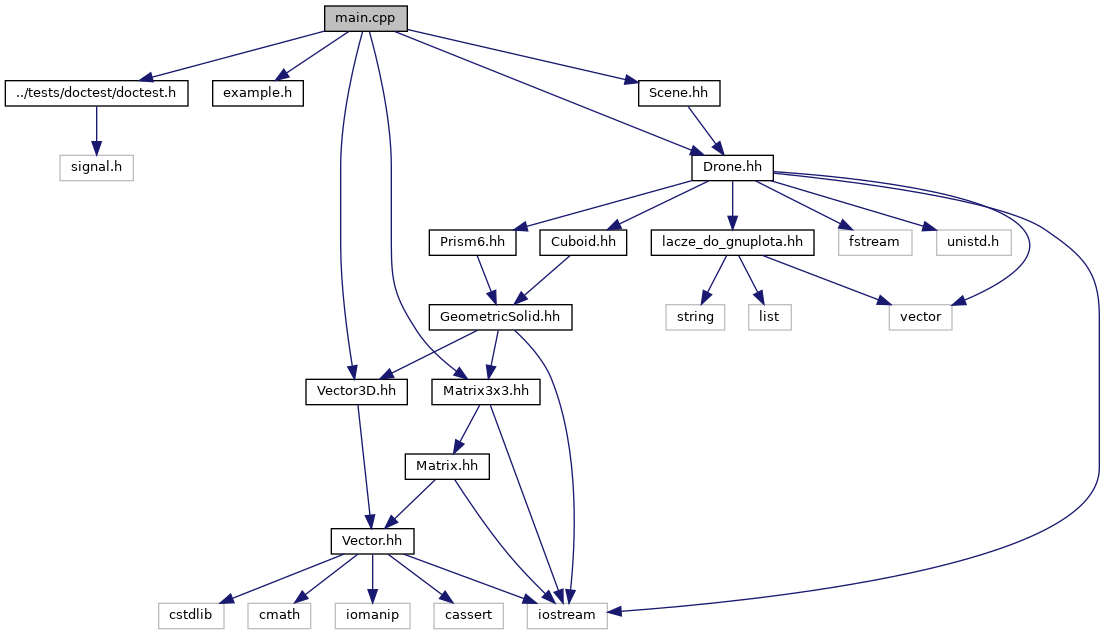 main.cpp
../tests/doctest/doctest.h
example.h
Scene.hh
signal.h
Drone.hh
Prism6.hh
Cuboid.hh
lacze_do_gnuplota.hh
fstream
unistd.h
GeometricSolid.hh
string
list
vector
Vector3D.hh
Matrix3x3.hh
Matrix.hh
Vector.hh
cstdlib
cmath
iomanip
cassert
iostream